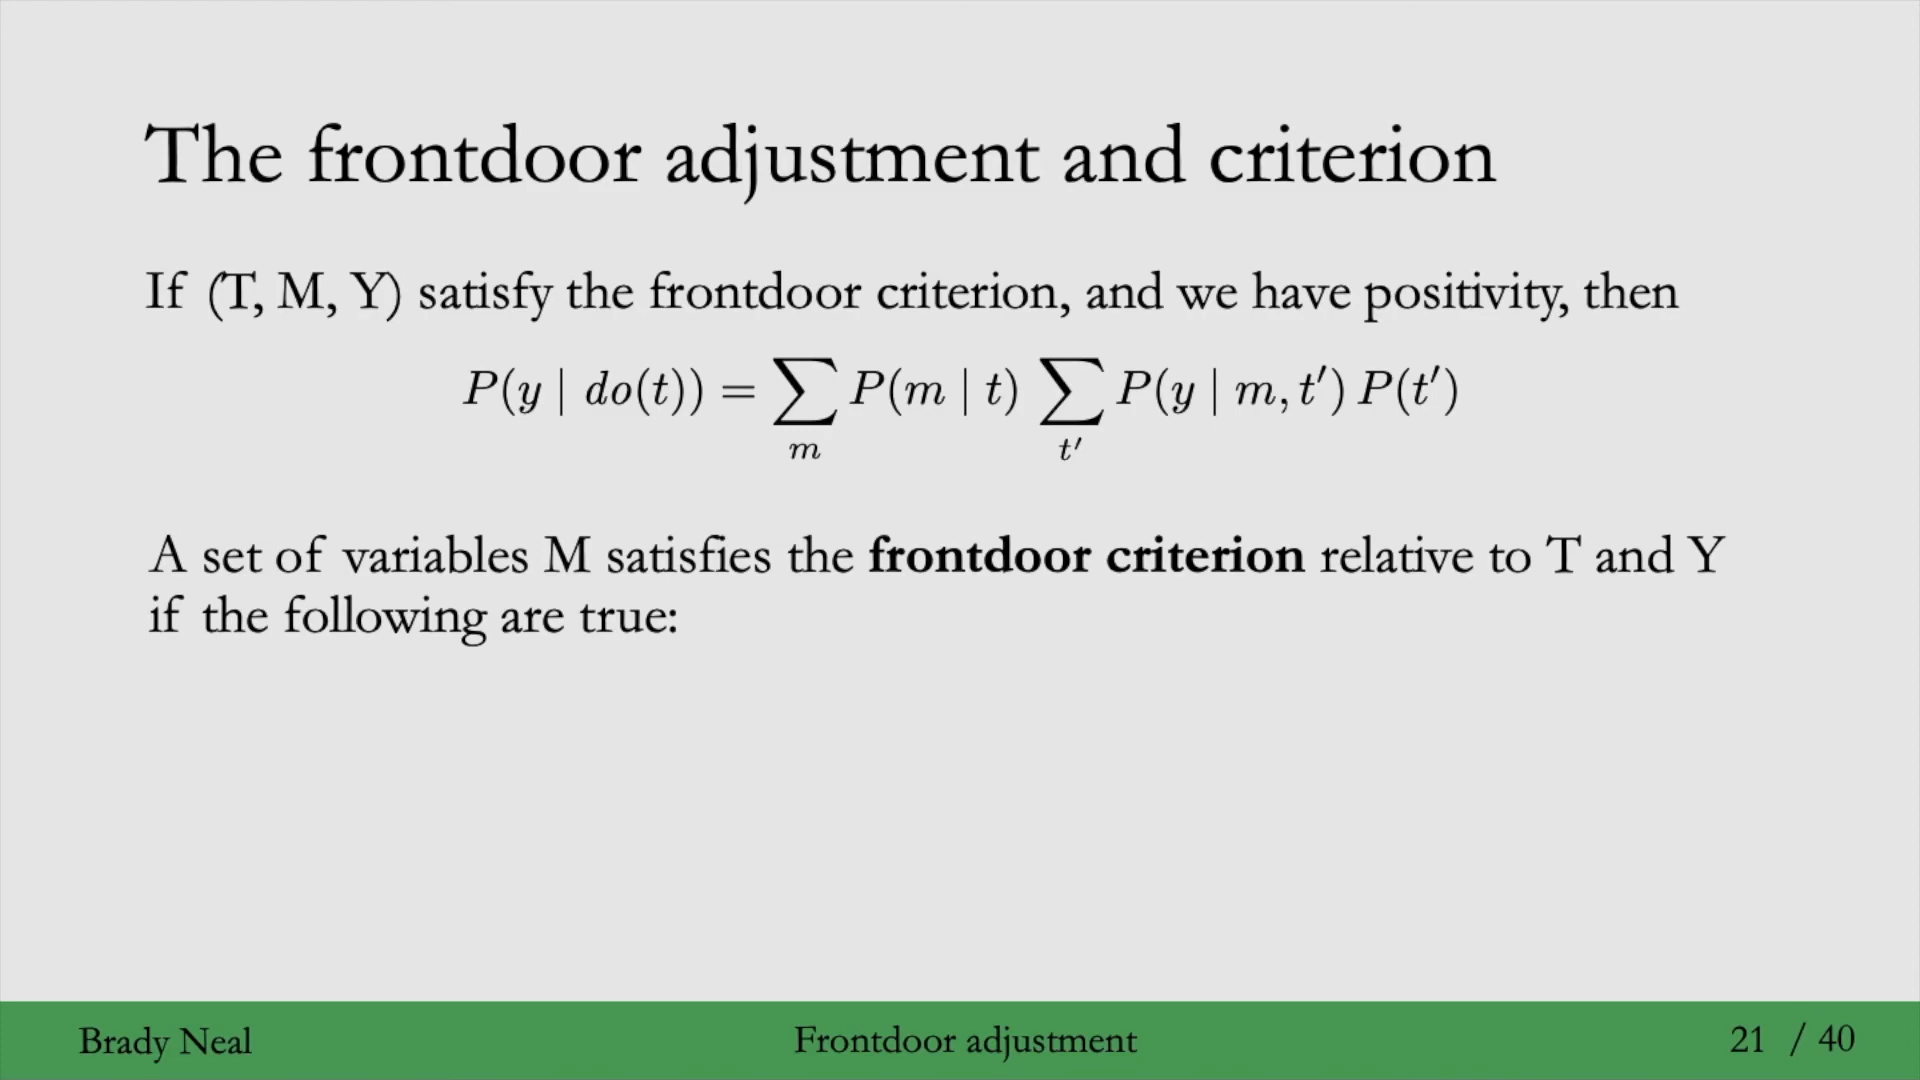 The frontdoor adjustment and criterion
If (T, M, Y) satisfy the frontdoor criterion, and we have positivity, then
P(y | do(t)) = ∑_m P(m | t) ∑_{t′} P(y | m, t′) P(t′)
A set of variables M satisfies the frontdoor criterion relative to T and Y
if the following are true:
Brady Neal
Frontdoor adjustment
21 / 40